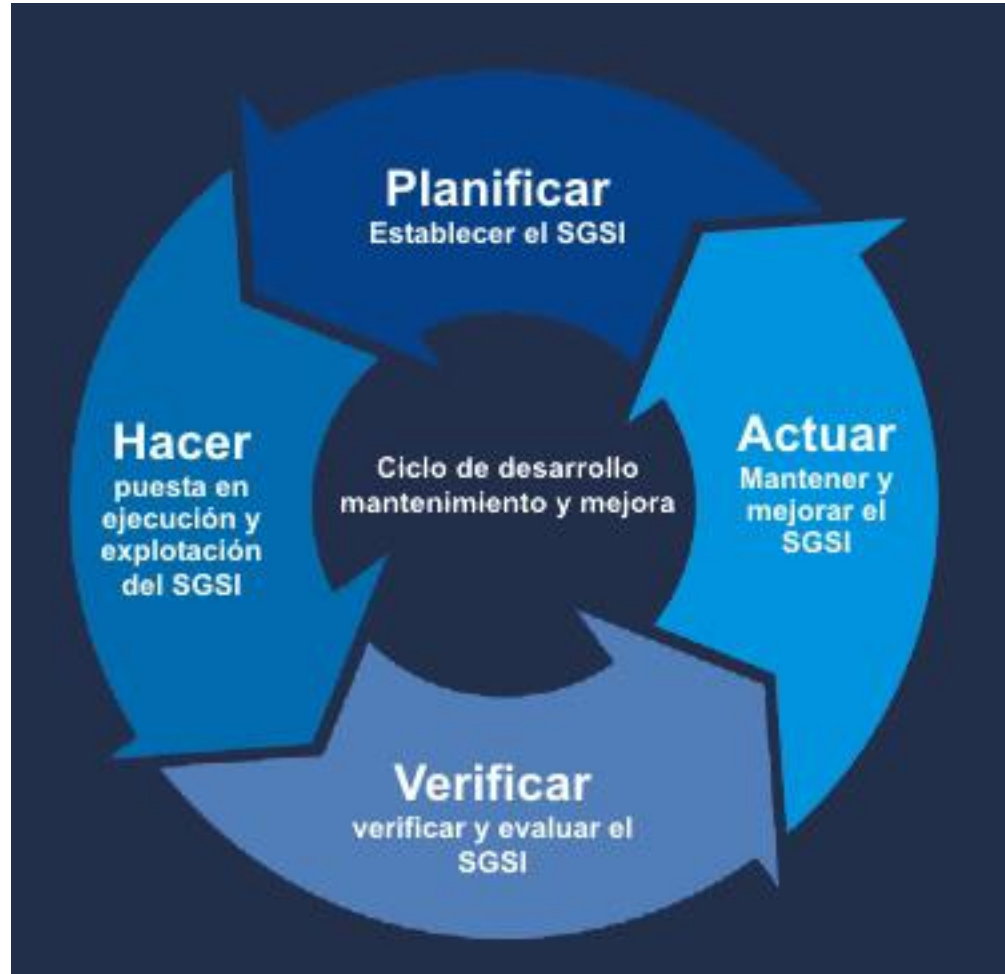 Planificar
Establecer el SGSI
Hacer
puesta en
ejecución y
explotación
del SGSI
Ciclo de desarrollo
mantenimiento y mejora
Actuar
Mantener y
mejorar el
SGSI
Verificar
verificar y evaluar el
SGSI